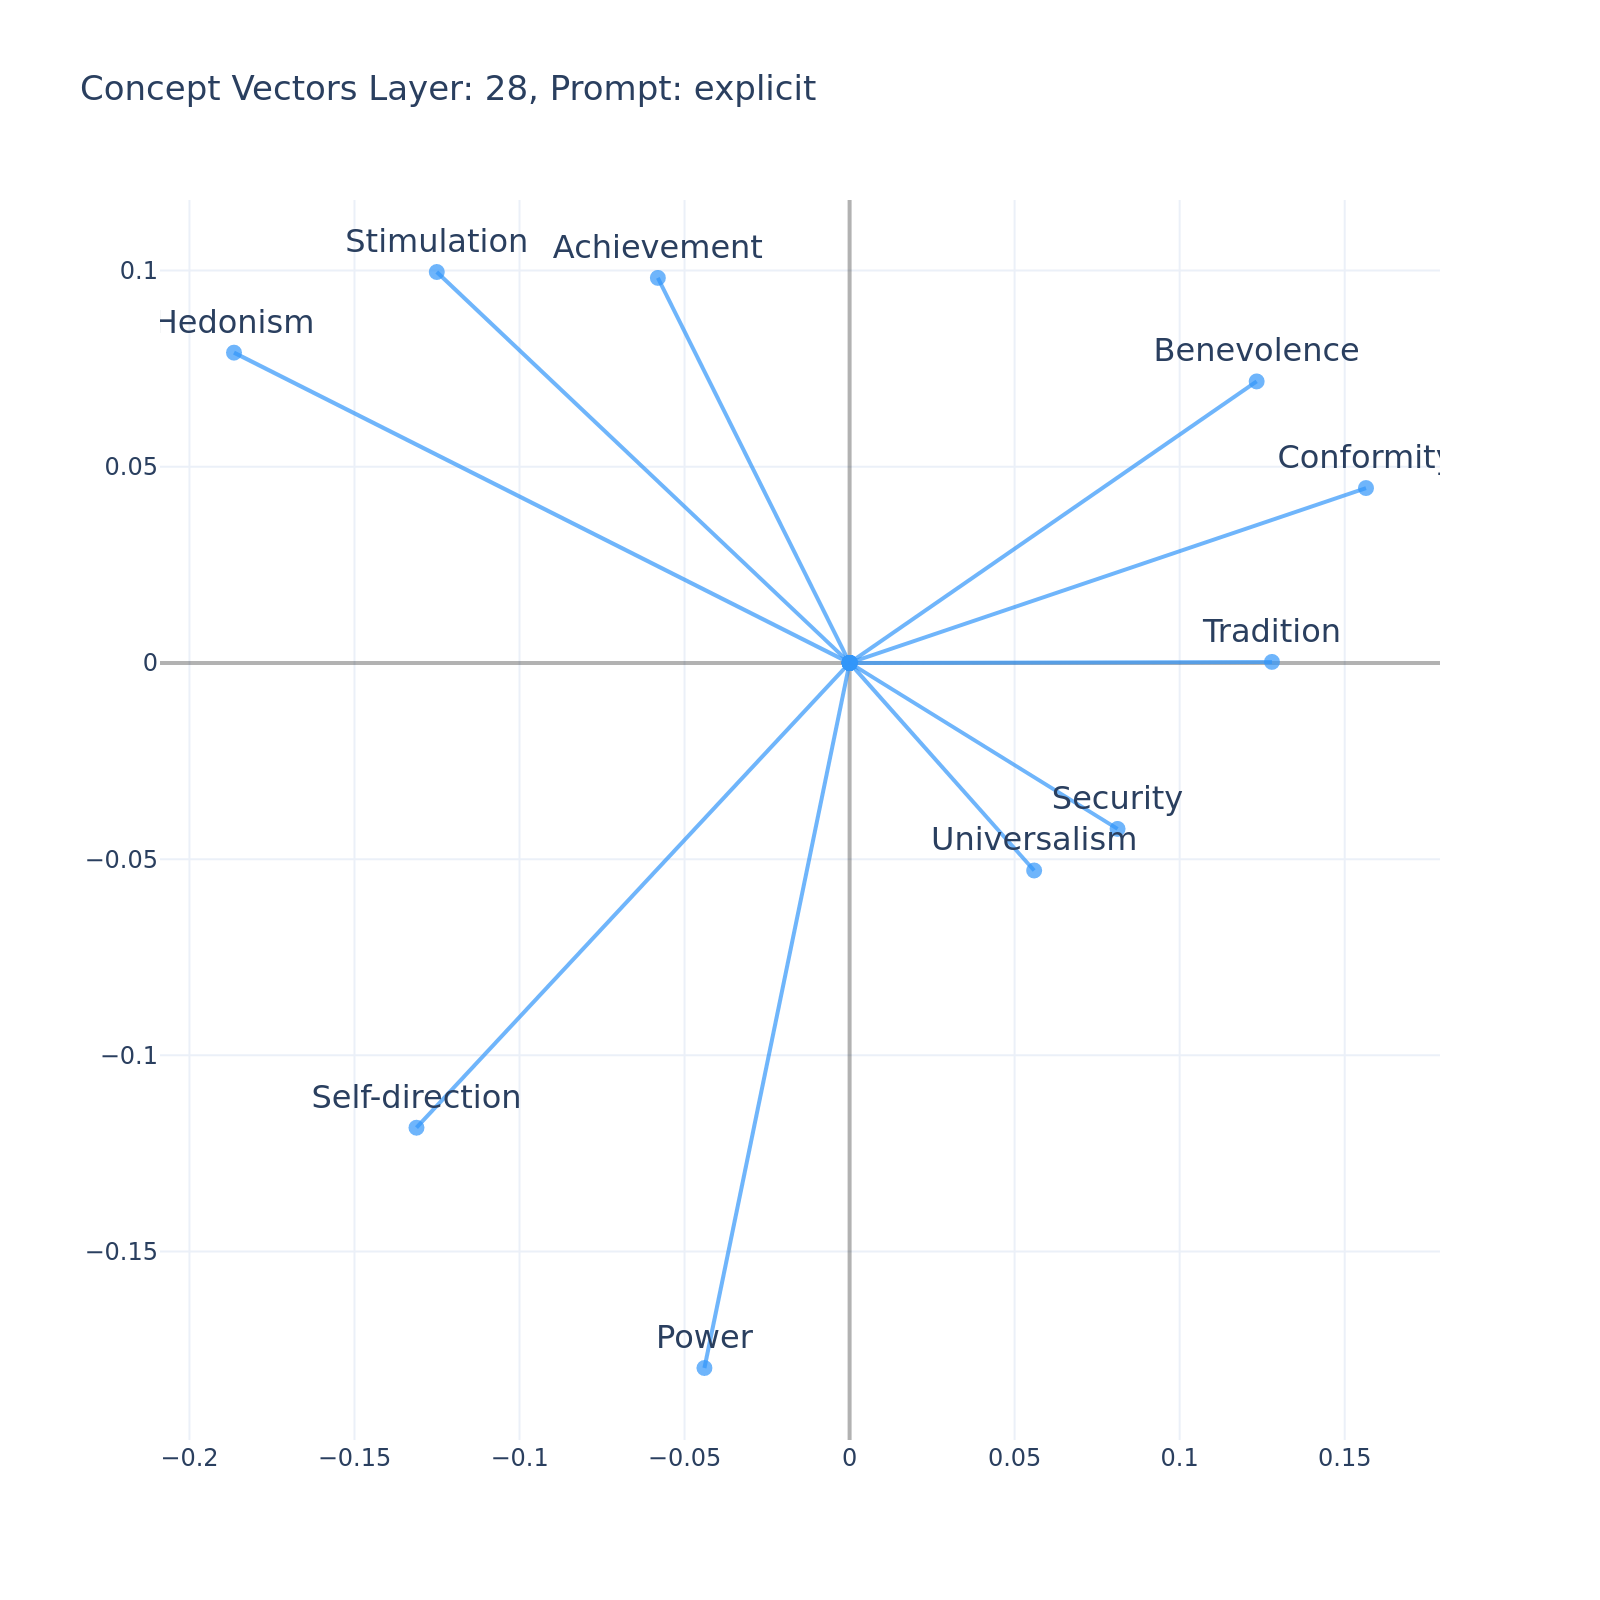 Concept Vectors Layer: 28, Prompt: explicit
Stimulation
Achievement
0.1
Hedonism
Benevolence
0.05
Conformity
Tradition
0
Security
Universalism
−0.05
−0.1
Self-direction
−0.15
Power
−0.2 −0.15 −0.1 −0.05 0 0.05 0.1 0.15